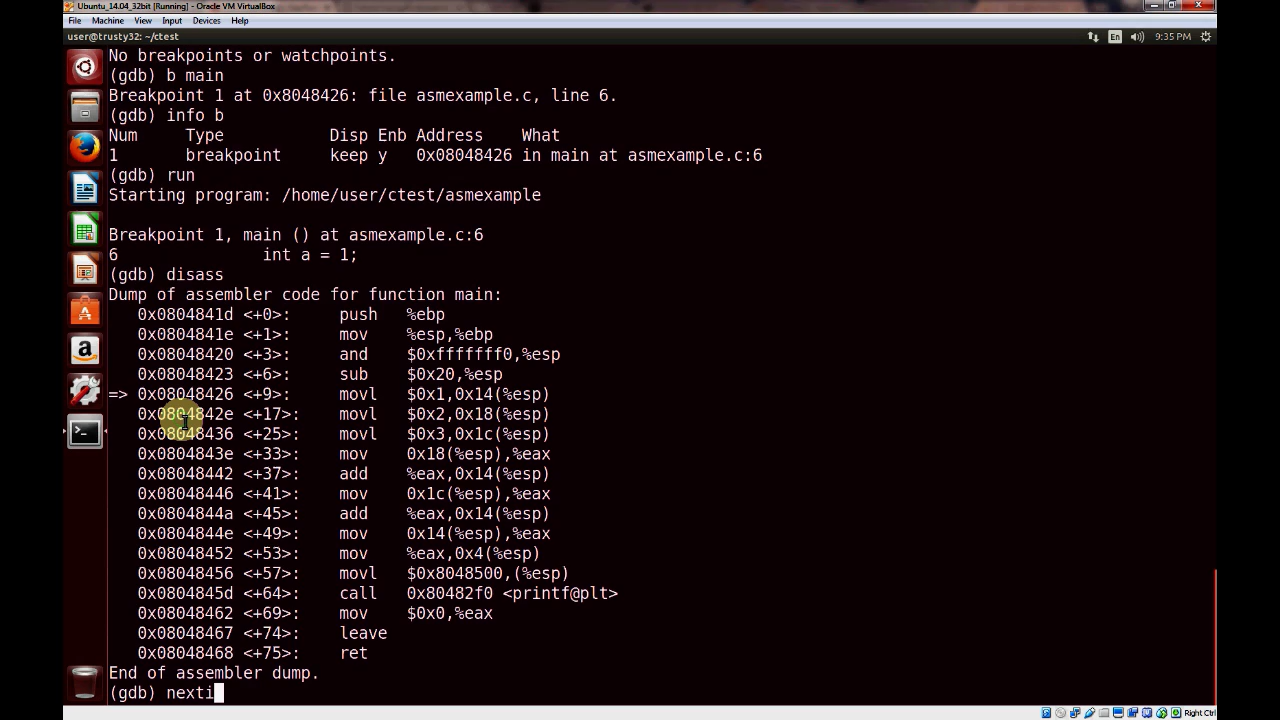 Ubuntu_14.04_32bit [Running] - Oracle VM VirtualBox
File Machine View Input Devices Help
user@trusty32: ~/ctest
En
9:35 PM
No breakpoints or watchpoints.
(gdb) b main
Breakpoint 1 at 0x8048426: file asmexample.c, line 6.
(gdb) info b
Num Type Disp Enb Address What
1 breakpoint keep y 0x08048426 in main at asmexample.c:6
(gdb) run
Starting program: /home/user/ctest/asmexample
Breakpoint 1, main () at asmexample.c:6
6 int a = 1;
(gdb) disass
Dump of assembler code for function main:
0x0804841d <+0>: push %ebp
0x0804841e <+1>: mov %esp,%ebp
0x08048420 <+3>: and $0xfffffff0,%esp
0x08048423 <+6>: sub $0x20,%esp
=> 0x08048426 <+9>: movl $0x1,0x14(%esp)
0x0804842e <+17>: movl $0x2,0x18(%esp)
0x08048436 <+25>: movl $0x3,0x1c(%esp)
0x0804843e <+33>: mov 0x18(%esp),%eax
0x08048442 <+37>: add %eax,0x14(%esp)
0x08048446 <+41>: mov 0x1c(%esp),%eax
0x0804844a <+45>: add %eax,0x14(%esp)
0x0804844e <+49>: mov 0x14(%esp),%eax
0x08048452 <+53>: mov %eax,0x4(%esp)
0x08048456 <+57>: movl $0x8048500,(%esp)
0x0804845d <+64>: call 0x80482f0 <printf@plt>
0x08048462 <+69>: mov $0x0,%eax
0x08048467 <+74>: leave
0x08048468 <+75>: ret
End of assembler dump.
(gdb) nexti
Right Ctrl